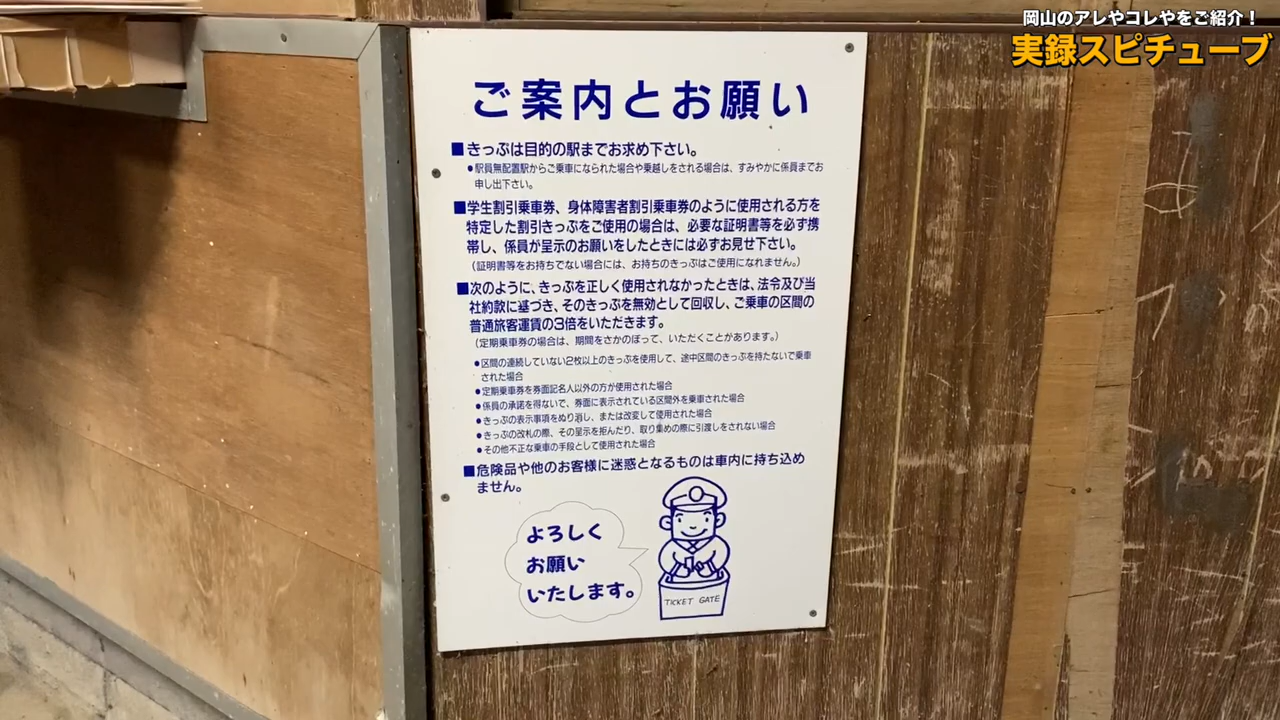 岡山のアレやコレやをご紹介!
実録スピチューブ
ご案内とお願い
■きっぷは目的の駅までお求め下さい。
●駅員無配置駅からご乗車になられた場合や乗越しをされる場合は、すみやかに係員までお
申し出下さい。
■学生割引乗車券、身体障害者割引乗車券のように使用される方を
特定した割引きっぷをご使用の場合は、必要な証明書等を必ず携
帯し、係員が呈示のお願いをしたときには必ずお見せ下さい。
(証明書等をお持ちでない場合には、お持ちのきっぷはご使用になれません。)
■次のように、きっぷを正しく使用されなかったときは、法令及び当
社約款に基づき、そのきっぷを無効として回収し、ご乗車の区間の
普通旅客運賃の3倍をいただきます。
(定期乗車券の場合は、期間をさかのぼって、いただくことがあります。)
●区間の連続していない2枚以上のきっぷを使用して、途中区間のきっぷを持たないで乗車
された場合
●定期乗車券を券面記名人以外の方が使用された場合
●係員の承諾を得ないで、券面に表示されている区間外を乗車された場合
●きっぷの表示事項をぬり消し、または改変して使用された場合
●きっぷの改札の際、その呈示を拒んだり、取り集めの際に引渡しをされない場合
●その他不正な乗車の手段として使用された場合
■危険品や他のお客様に迷惑となるものは車内に持ち込め
ません。
よろしく
お願い
いたします。
TICKET GATE